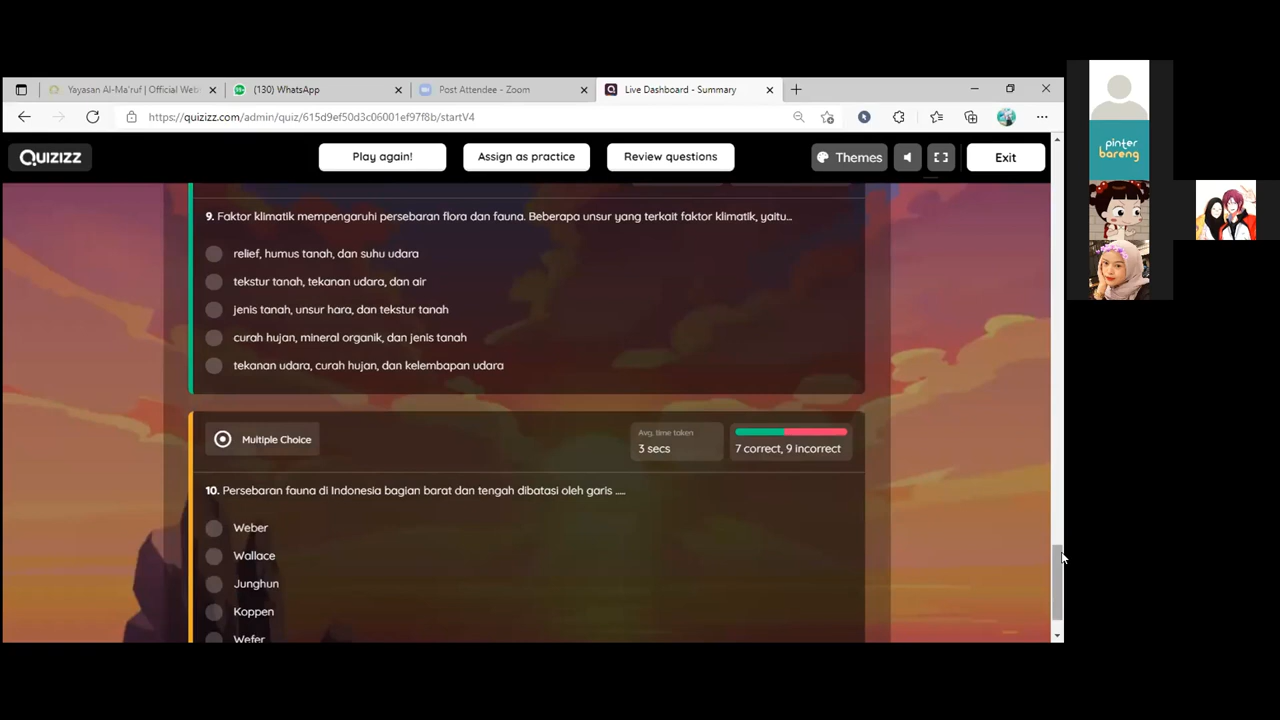 Yayasan Al-Ma'ruf | Official Web
(130) WhatsApp
Post Attendee - Zoom
Live Dashboard - Summary
https://quizizz.com/admin/quiz/615d9ef50d3c06001ef97f8b/startV4
Quizizz
Play again!
Assign as practice
Review questions
Themes
Exit
9. Faktor klimatik mempengaruhi persebaran flora dan fauna. Beberapa unsur yang terkait faktor klimatik, yaitu...
relief, humus tanah, dan suhu udara
tekstur tanah, tekanan udara, dan air
jenis tanah, unsur hara, dan tekstur tanah
curah hujan, mineral organik, dan jenis tanah
tekanan udara, curah hujan, dan kelembapan udara
Multiple Choice
Avg. time taken
3 secs
7 correct, 9 incorrect
10. Persebaran fauna di Indonesia bagian barat dan tengah dibatasi oleh garis .....
Weber
Wallace
Junghun
Koppen
Wefer
pinter
bareng